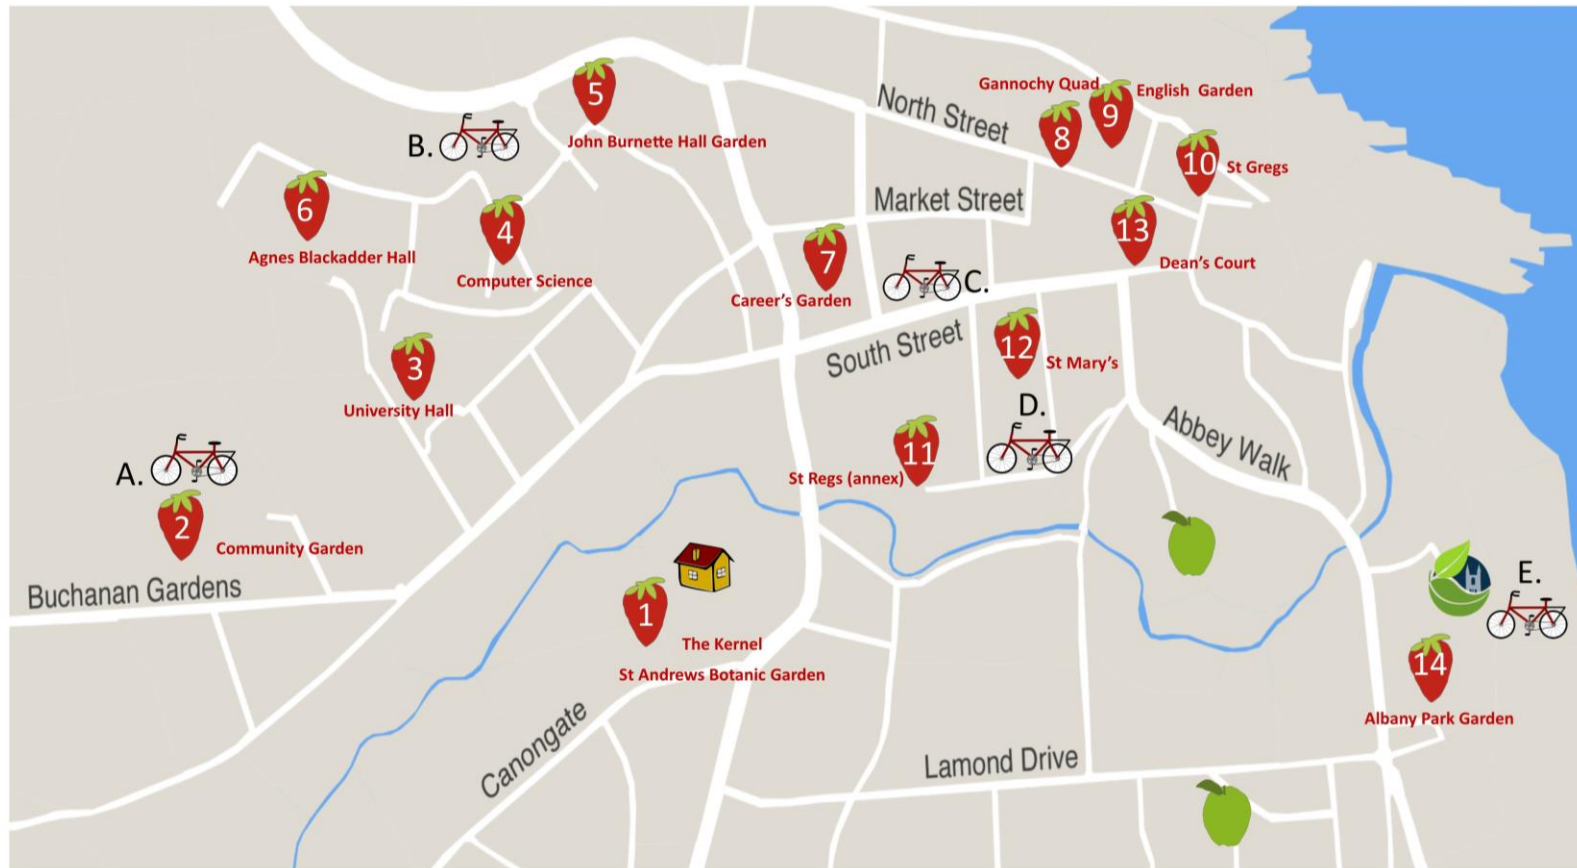 5
John Burnette Hall Garden
B.
North Street
Gannochy Quad
8
9
English  Garden
10
St Gregs
6
Agnes Blackadder Hall
4
Computer Science
Market Street
7
Career's Garden
C.
13
Dean's Court
3
University Hall
South Street
12
St Mary's
A.
2
Community Garden
Buchanan Gardens
11
St Regs (annex)
D.
Abbey Walk
1
The Kernel
St Andrews Botanic Garden
E.
14
Albany Park Garden
Canongate
Lamond Drive